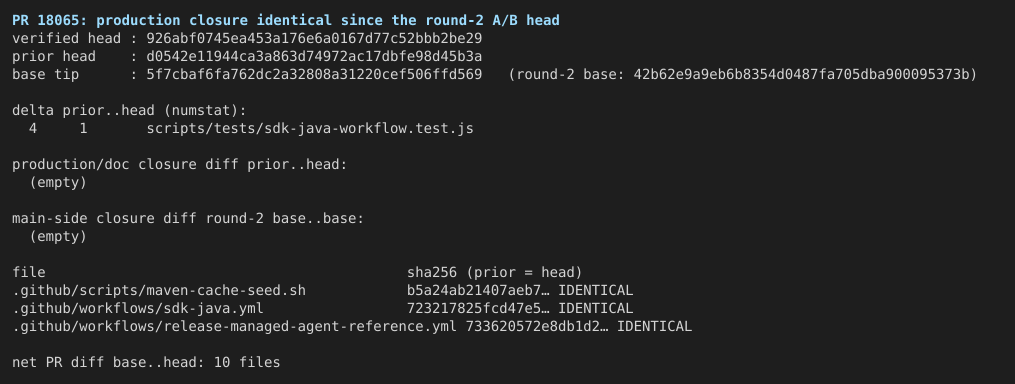 PR 18065: production closure identical since the round-2 A/B head
verified head : 926abf0745ea453a176e6a0167d77c52bbb2be29
prior head    : d0542e11944ca3a863d74972ac17dbfe98d45b3a
base tip      : 5f7cbaf6fa762dc2a32808a31220cef506ffd569   (round-2 base: 42b62e9a9eb6b8354d0487fa705dba900095373b)
delta prior..head (numstat):
4     1       scripts/tests/sdk-java-workflow.test.js
production/doc closure diff prior..head:
(empty)
main-side closure diff round-2 base..base:
(empty)
file                                           sha256 (prior = head)
.github/scripts/maven-cache-seed.sh            b5a24ab21407aeb7… IDENTICAL
.github/workflows/sdk-java.yml                 723217825fcd47e5… IDENTICAL
.github/workflows/release-managed-agent-reference.yml 733620572e8db1d2… IDENTICAL
net PR diff base..head: 10 files